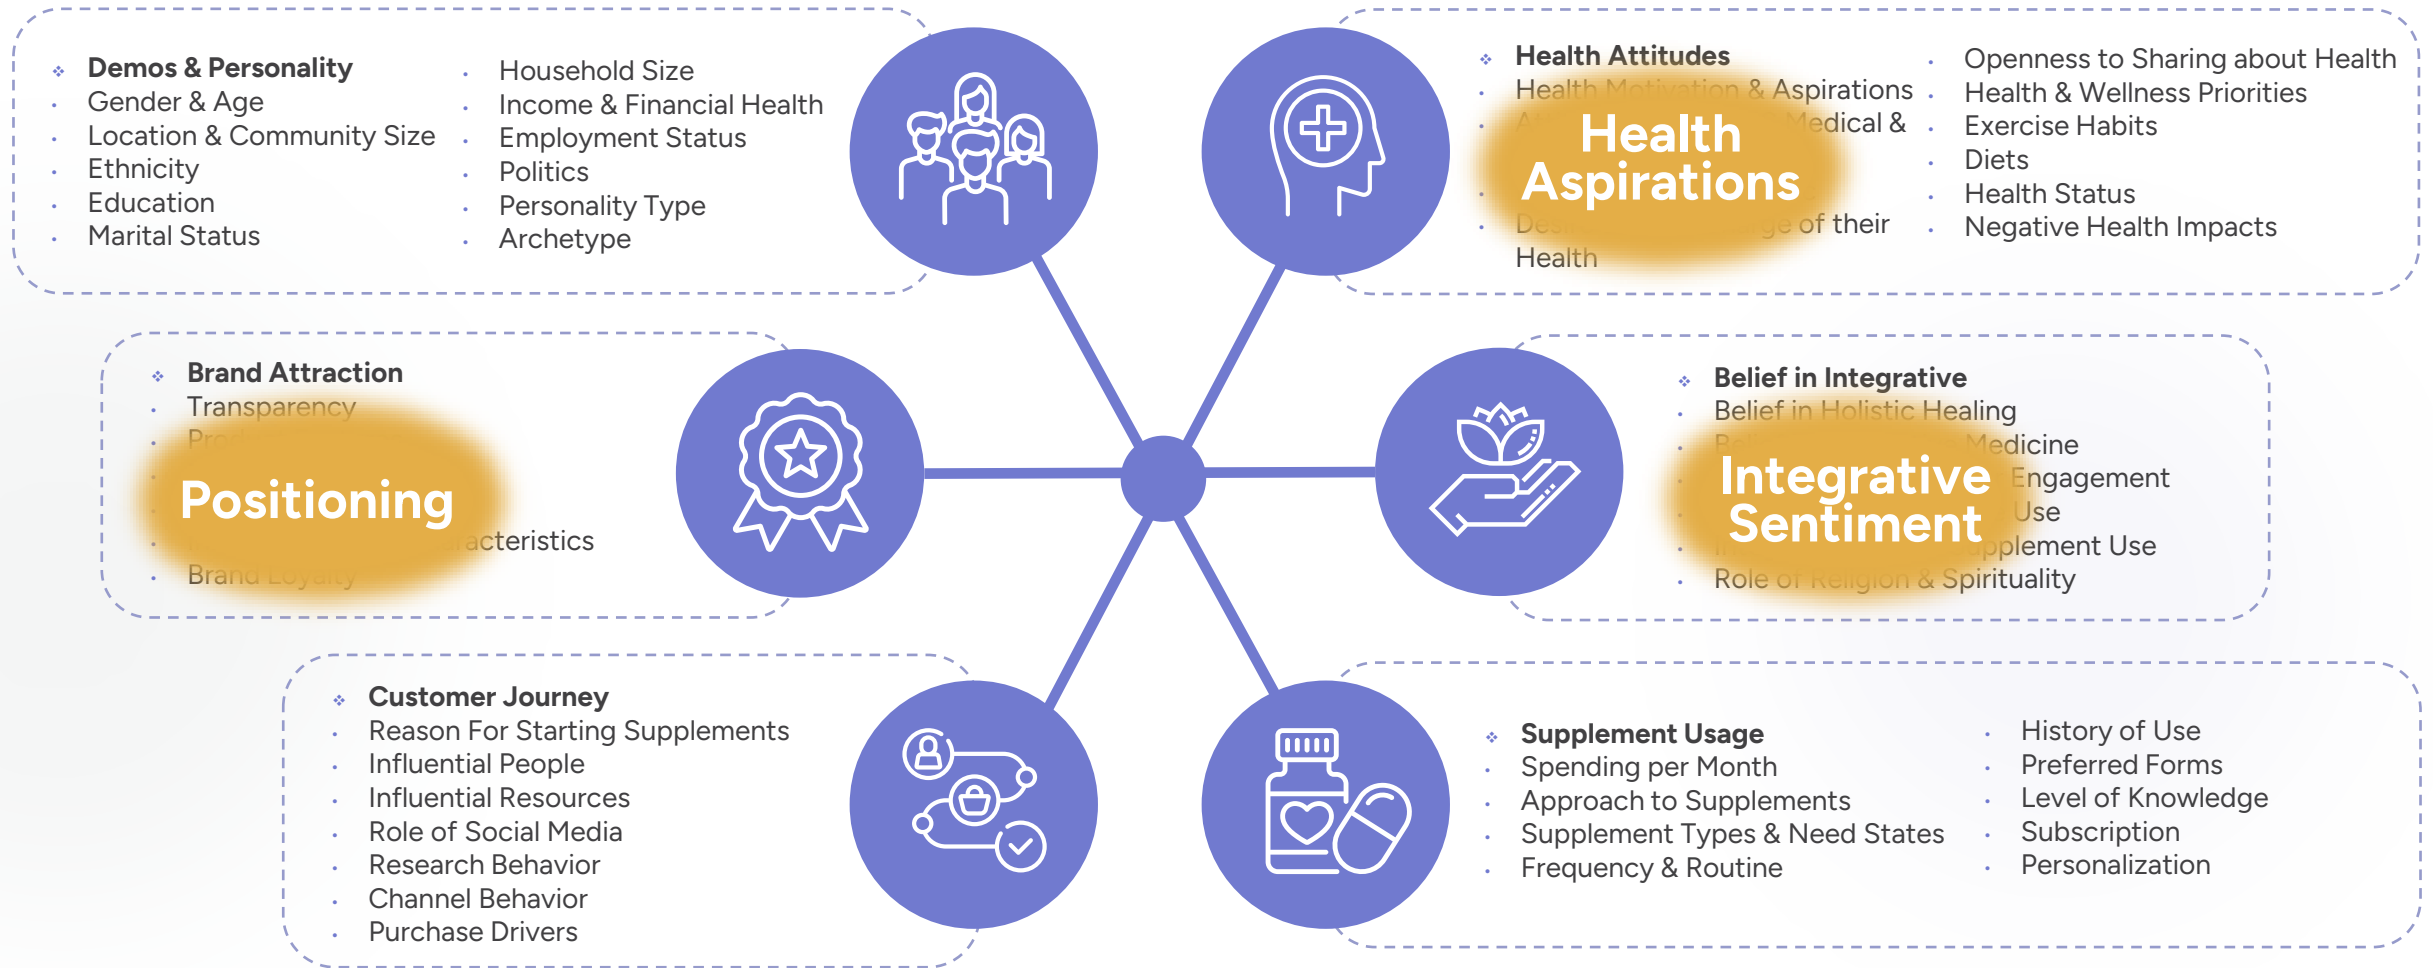 Demos & Personality
Gender & Age
Location & Community Size
Ethnicity
Education
Marital Status
Household Size
Income & Financial Health
Employment Status
Politics
Personality Type
Archetype
Health Attitudes
Health Motivation & Aspirations
Medical &
of their
Health
Health
Aspirations
Openness to Sharing about Health
Health & Wellness Priorities
Exercise Habits
Diets
Health Status
Negative Health Impacts
Brand Attraction
Transparency
Brand Loyalty
Positioning
Belief in Integrative
Belief in Holistic Healing
Medicine
Engagement
Use
Use
Role of Religion & Spirituality
Integrative
Sentiment
Customer Journey
Reason For Starting Supplements
Influential People
Influential Resources
Role of Social Media
Research Behavior
Channel Behavior
Purchase Drivers
Supplement Usage
Spending per Month
Approach to Supplements
Supplement Types & Need States
Frequency & Routine
History of Use
Preferred Forms
Level of Knowledge
Subscription
Personalization